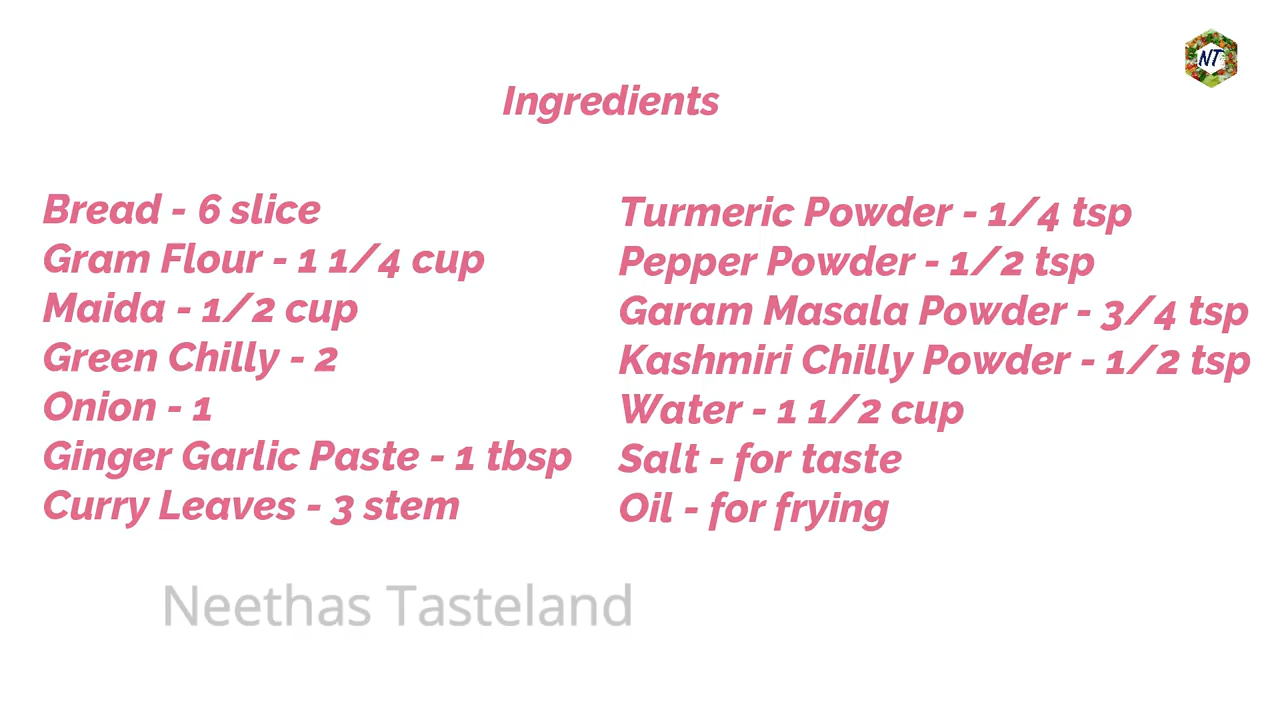 NT
Ingredients
Bread - 6 slice
Gram Flour - 1 1/4 cup
Maida - 1/2 cup
Green Chilly - 2
Onion - 1
Ginger Garlic Paste - 1 tbsp
Curry Leaves - 3 stem
Turmeric Powder - 1/4 tsp
Pepper Powder - 1/2 tsp
Garam Masala Powder - 3/4 tsp
Kashmiri Chilly Powder - 1/2 tsp
Water - 1 1/2 cup
Salt - for taste
Oil - for frying
Neethas Tasteland